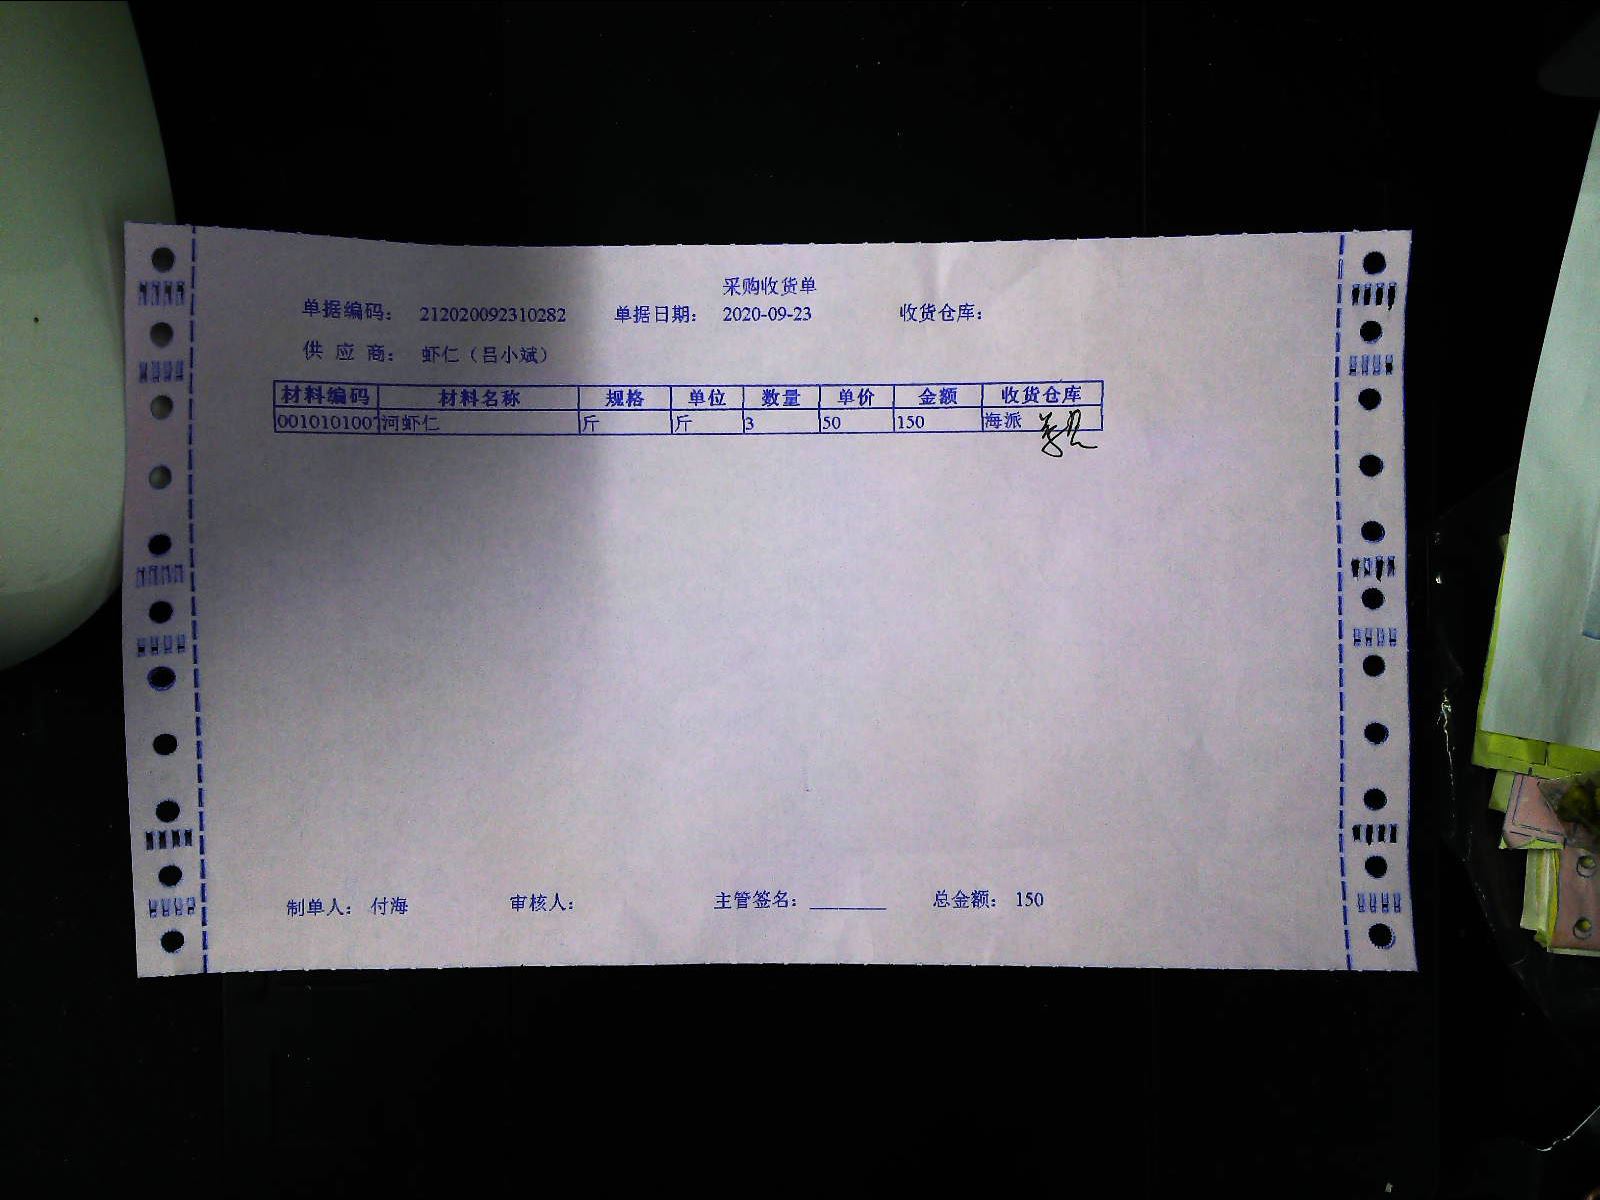 采购收货单
单据编码： 212020092310282 单据日期： 2020-09-23 收货仓库：
供 应 商： 虾仁（吕小斌）
材料编码 材料名称 规格 单位 数量 单价 金额 收货仓库
001010100 河虾仁 斤 斤 3 50 150 海派
制单人： 付海 审核人： 主管签名：________ 总金额： 150